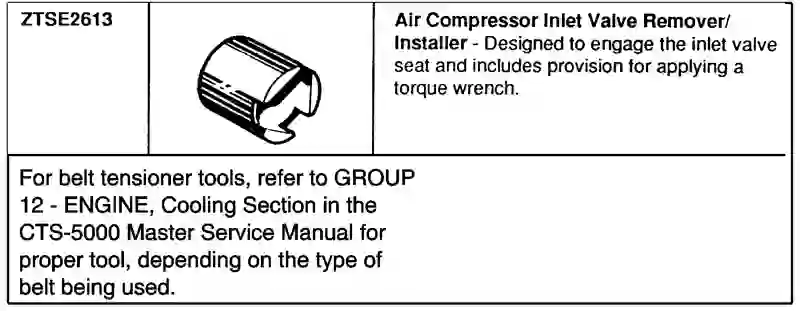 ZTSE2613
Air Compressor Inlet Valve Remover/
Installer - Designed to engage the inlet valve
seat and includes provision for applying a
torque wrench.
For belt tensioner tools, refer to GROUP
12 - ENGINE, Cooling Section in the
CTS-5000 Master Service Manual for
proper tool, depending on the type of
belt being used.